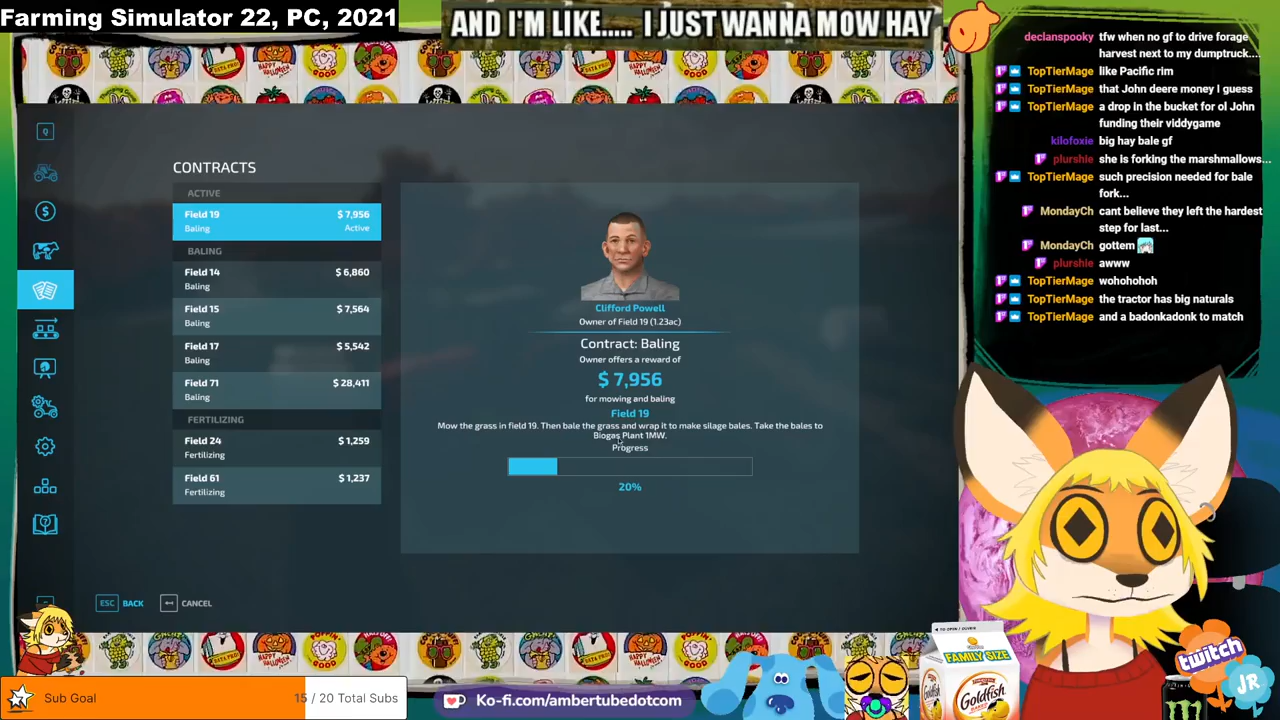 Farming Simulator 22, PC, 2021
AND I'M LIKE..... I JUST WANNA MOW HAY
Q
CONTRACTS
ACTIVE
Field 19 $ 7,956
Baling Active
BALING
Field 14 $ 6,860
Baling
Field 15 $ 7,564
Baling
Field 17 $ 5,542
Baling
Field 71 $ 28,411
Baling
FERTILIZING
Field 24 $ 1,259
Fertilizing
Field 61 $ 1,237
Fertilizing
Clifford Powell
Owner of Field 19 (1.23ac)
Contract: Baling
Owner offers a reward of
$ 7,956
for mowing and baling
Field 19
Mow the grass in field 19. Then bale the grass and wrap it to make silage bales. Take the bales to
Biogas Plant 1MW.
Progress
20%
ESC BACK CANCEL
declanspooky tfw when no gf to drive forage
harvest next to my dumptruck....
TopTierMage like Pacific rim
TopTierMage that John deere money I guess
TopTierMage a drop in the bucket for ol John
funding their viddygame
kilofoxie big hay bale gf
plurshie she is forking the marshmallows...
TopTierMage such precision needed for bale
fork...
MondayCh cant believe they left the hardest
step for last...
MondayCh gottem
plurshie awww
TopTierMage wohohohoh
TopTierMage the tractor has big naturals
TopTierMage and a badonkadonk to match
HAPPY HALLOWEEN
GOOD
DATA PRO!
Sub Goal 15 / 20 Total Subs
Ko-fi.com/ambertubedotcom
FAMILY SIZE
Goldfish
twitch
JR